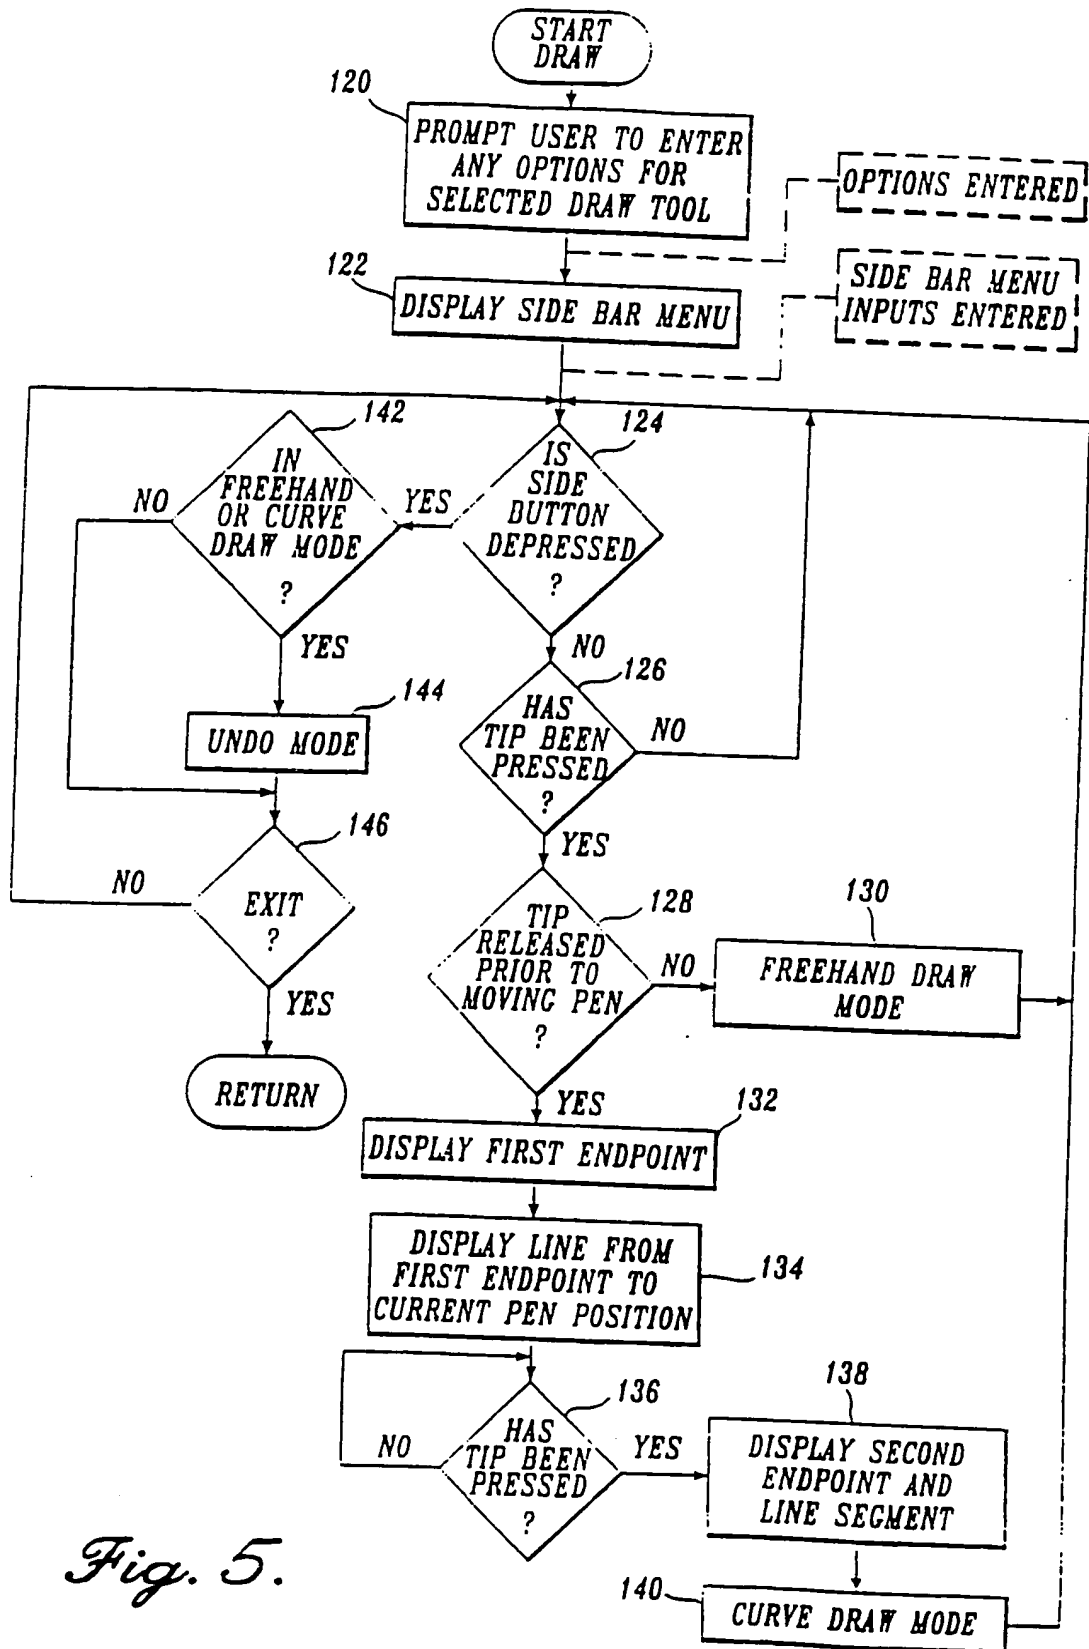 START
DRAW
120
PROMPT USER TO ENTER
ANY OPTIONS FOR
SELECTED DRAW TOOL
OPTIONS ENTERED
122
DISPLAY SIDE BAR MENU
SIDE BAR MENU
INPUTS ENTERED
142
IN
FREEHAND
OR CURVE
DRAW MODE
?
NO
YES
124
IS
SIDE
BUTTON
DEPRESSED
?
YES
NO
144
UNDO MODE
126
HAS
TIP BEEN
PRESSED
?
NO
YES
146
EXIT
?
NO
YES
RETURN
128
TIP
RELEASED
PRIOR TO
MOVING PEN
?
NO
130
FREEHAND DRAW
MODE
YES
132
DISPLAY FIRST ENDPOINT
DISPLAY LINE FROM
FIRST ENDPOINT TO
CURRENT PEN POSITION
134
136
HAS
TIP BEEN
PRESSED
?
NO
YES
138
DISPLAY SECOND
ENDPOINT AND
LINE SEGMENT
140
CURVE DRAW MODE
Fig. 5.